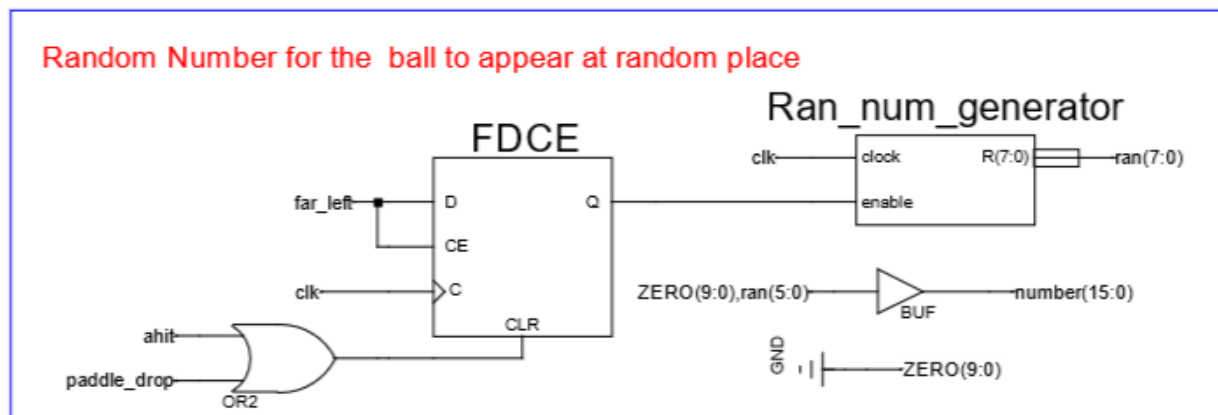 Random Number for the ball to appear at random place
Ran_num_generator
FDCE
clk
clock
R(7:0)
ran(7:0)
far_left
D
Q
enable
CE
clk
C
ZERO(9:0),ran(5:0)
number(15:0)
BUF
CLR
ahit
GND
ZERO(9:0)
paddle_drop
OR2